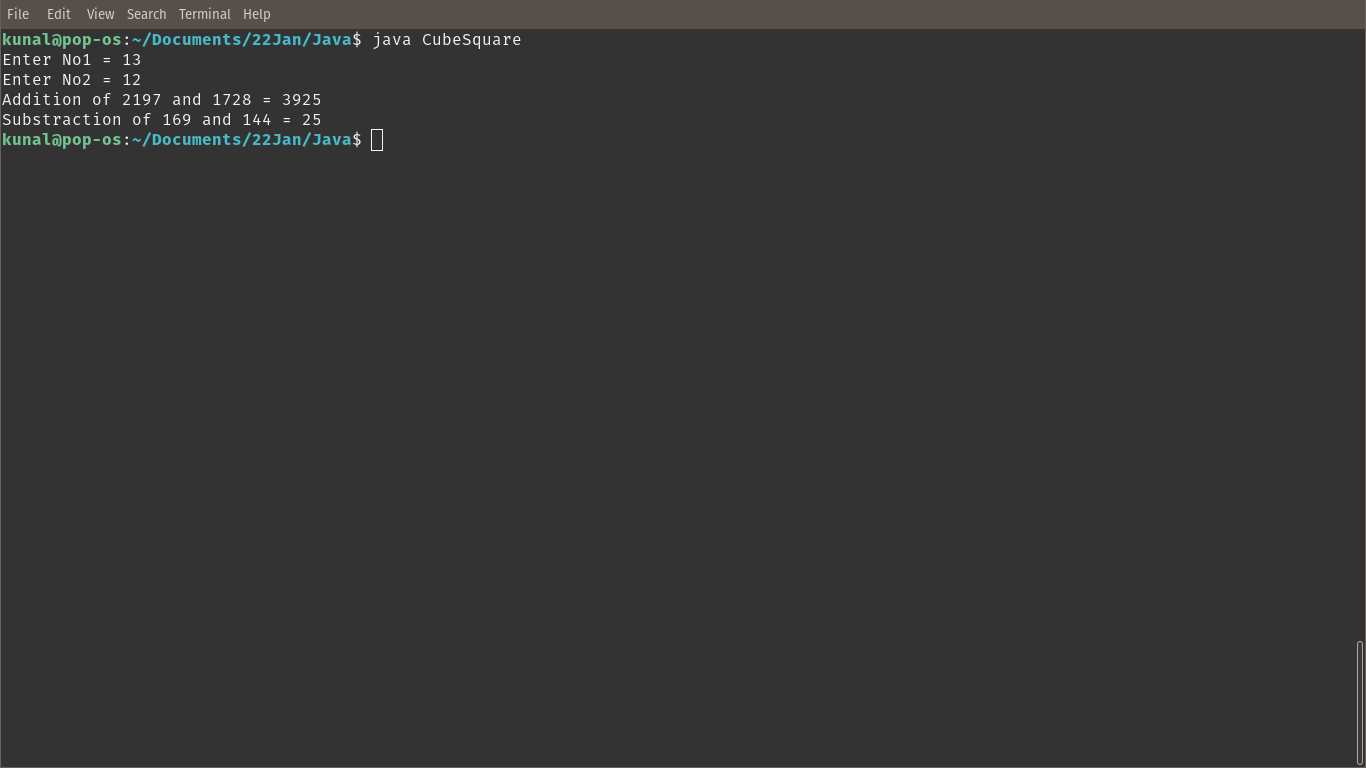 File Edit View Search Terminal Help
kunal@pop-os:~/Documents/22Jan/Java$ java CubeSquare
Enter No1 = 13
Enter No2 = 12
Addition of 2197 and 1728 = 3925
Substraction of 169 and 144 = 25
kunal@pop-os:~/Documents/22Jan/Java$